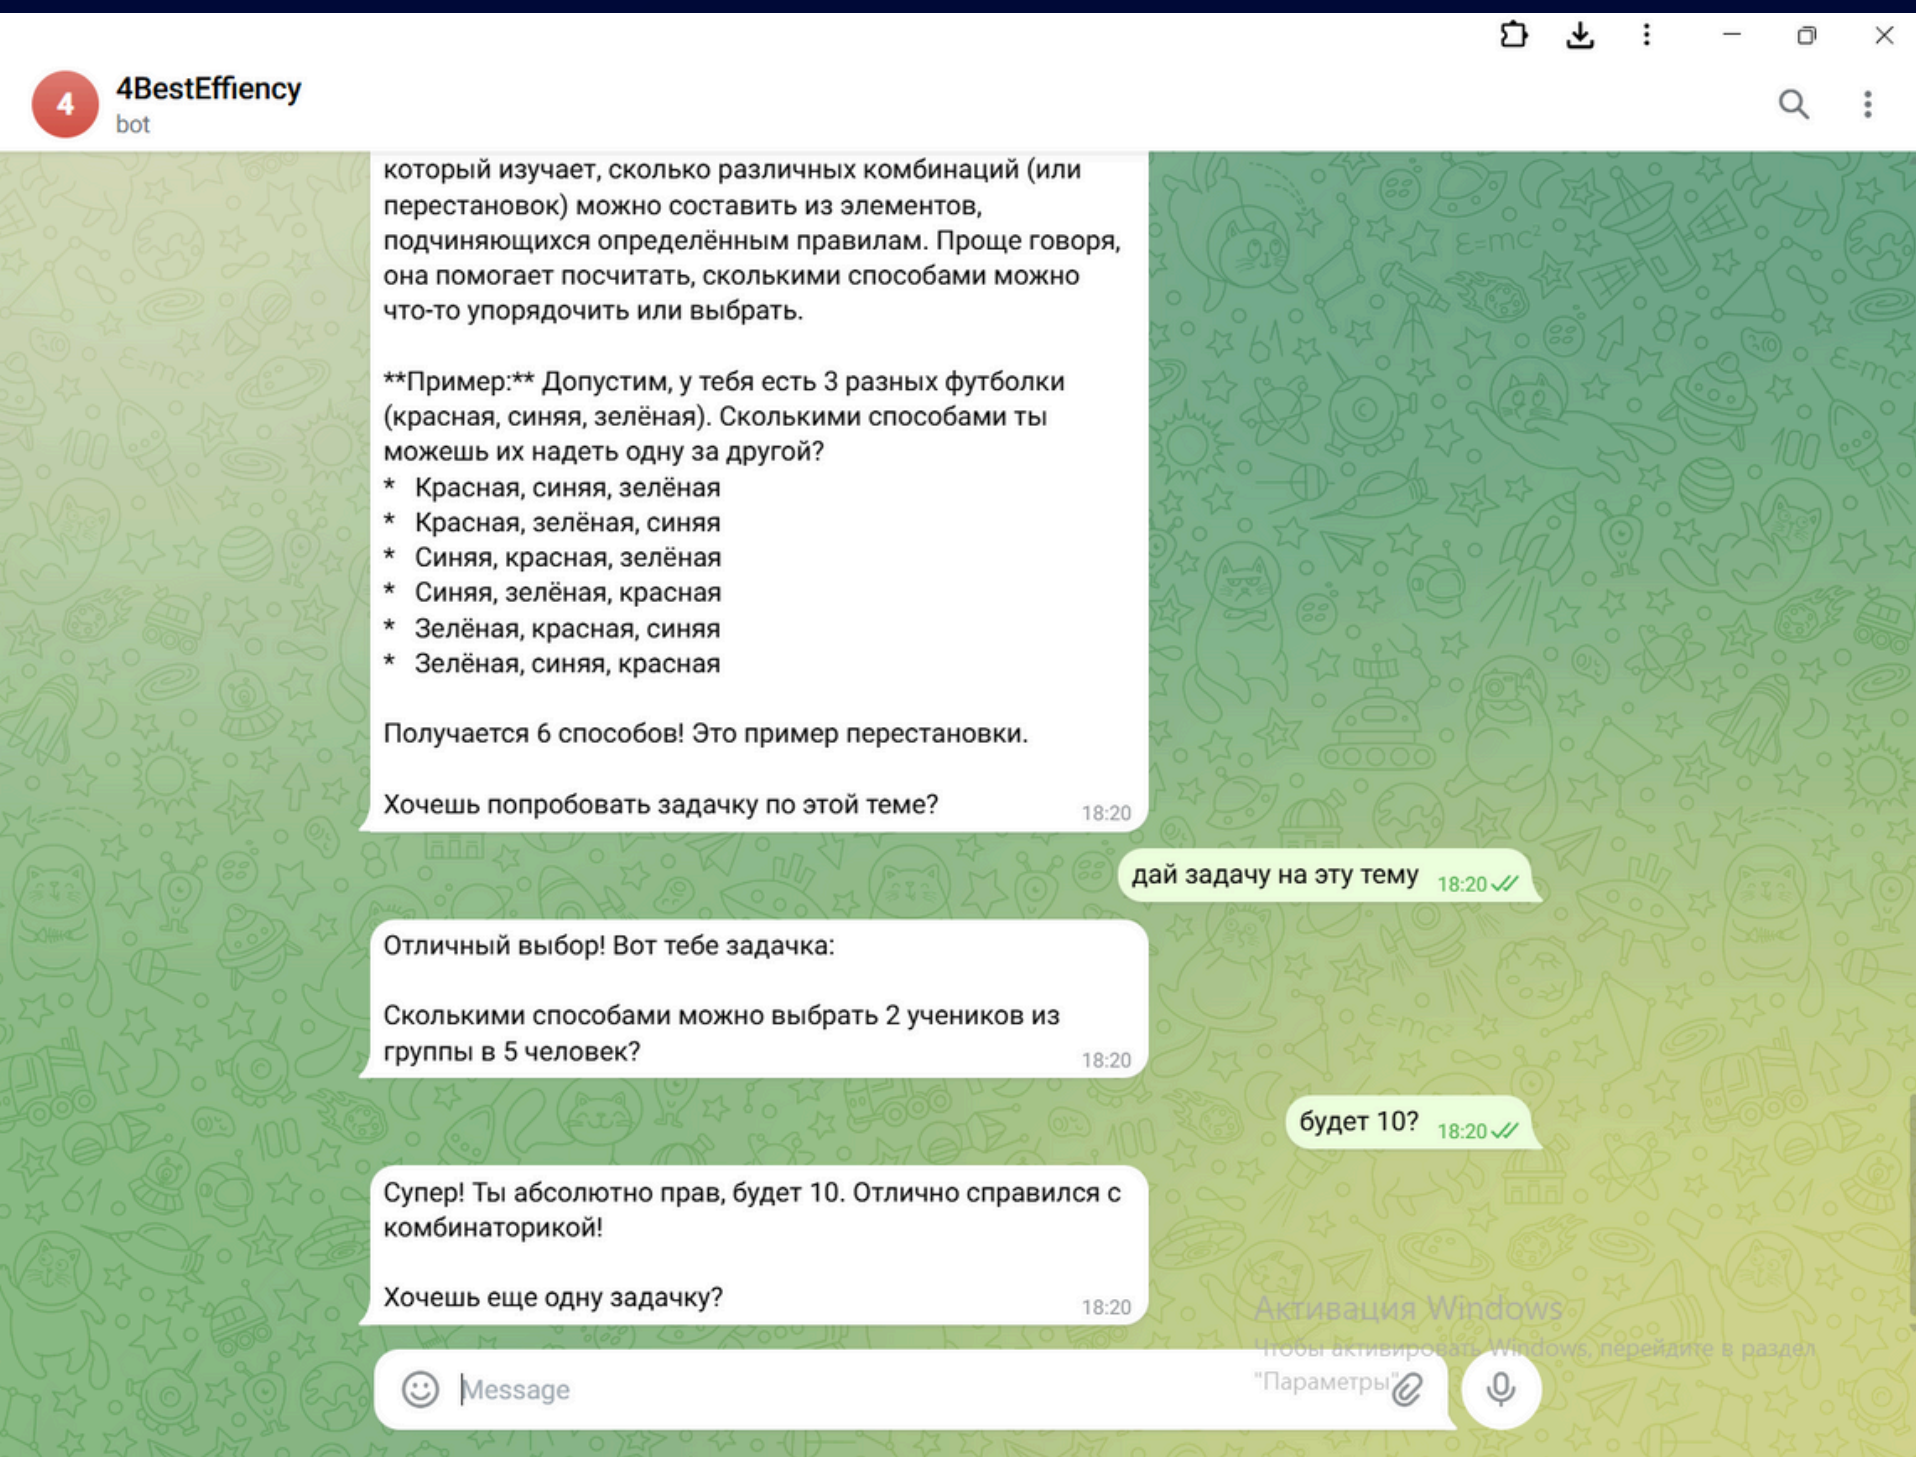 4
4BestEffiency
bot
который изучает, сколько различных комбинаций (или
перестановок) можно составить из элементов,
подчиняющихся определённым правилам. Проще говоря,
она помогает посчитать, сколькими способами можно
что-то упорядочить или выбрать.
**Пример:** Допустим, у тебя есть 3 разных футболки
(красная, синяя, зелёная). Сколькими способами ты
можешь их надеть одну за другой?
* Красная, синяя, зелёная
* Красная, зелёная, синяя
* Синяя, красная, зелёная
* Синяя, зелёная, красная
* Зелёная, красная, синяя
* Зелёная, синяя, красная
Получается 6 способов! Это пример перестановки.
Хочешь попробовать задачку по этой теме?
18:20
дай задачу на эту тему 18:20
Отличный выбор! Вот тебе задачка:
Сколькими способами можно выбрать 2 учеников из
группы в 5 человек?
18:20
будет 10? 18:20
Супер! Ты абсолютно прав, будет 10. Отлично справился с
комбинаторикой!
Хочешь еще одну задачку?
18:20
Активация Windows
Чтобы активировать Windows, перейдите в раздел
"Параметры"
Message